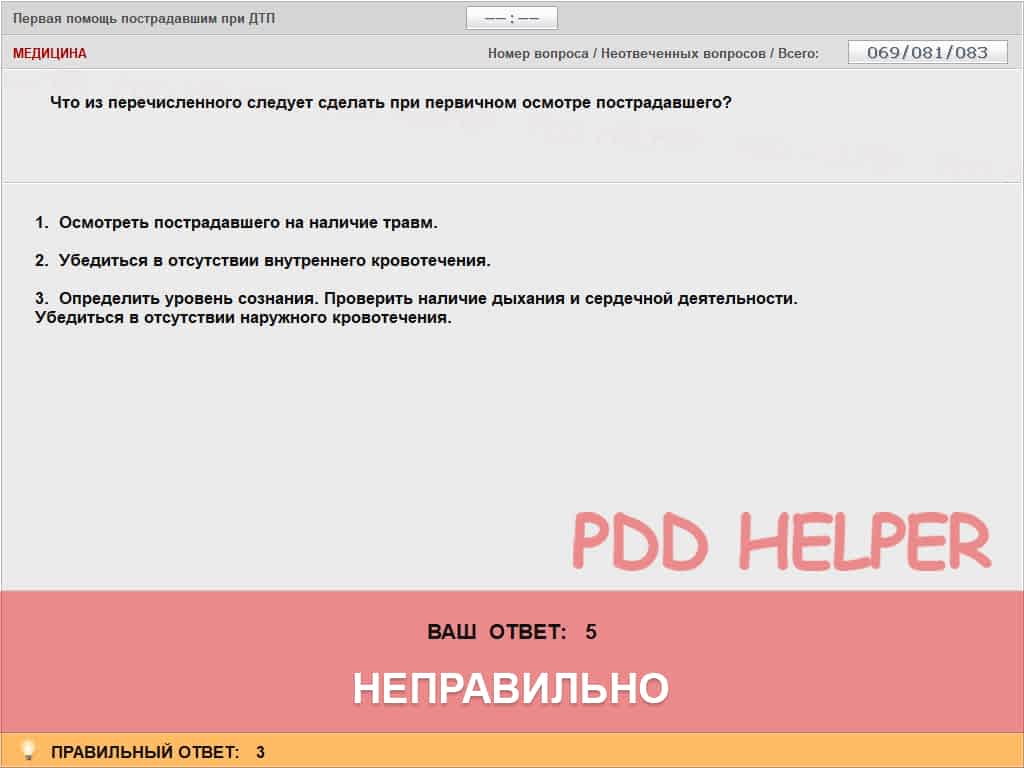 Первая помощь пострадавшим при ДТП
——:——
МЕДИЦИНА
Номер вопроса / Неотвеченных вопросов / Всего:
069/081/083
Что из перечисленного следует сделать при первичном осмотре пострадавшего?
1. Осмотреть пострадавшего на наличие травм.
2. Убедиться в отсутствии внутреннего кровотечения.
3. Определить уровень сознания. Проверить наличие дыхания и сердечной деятельности.
Убедиться в отсутствии наружного кровотечения.
PDD HELPER
ВАШ ОТВЕТ: 5
НЕПРАВИЛЬНО
ПРАВИЛЬНЫЙ ОТВЕТ: 3